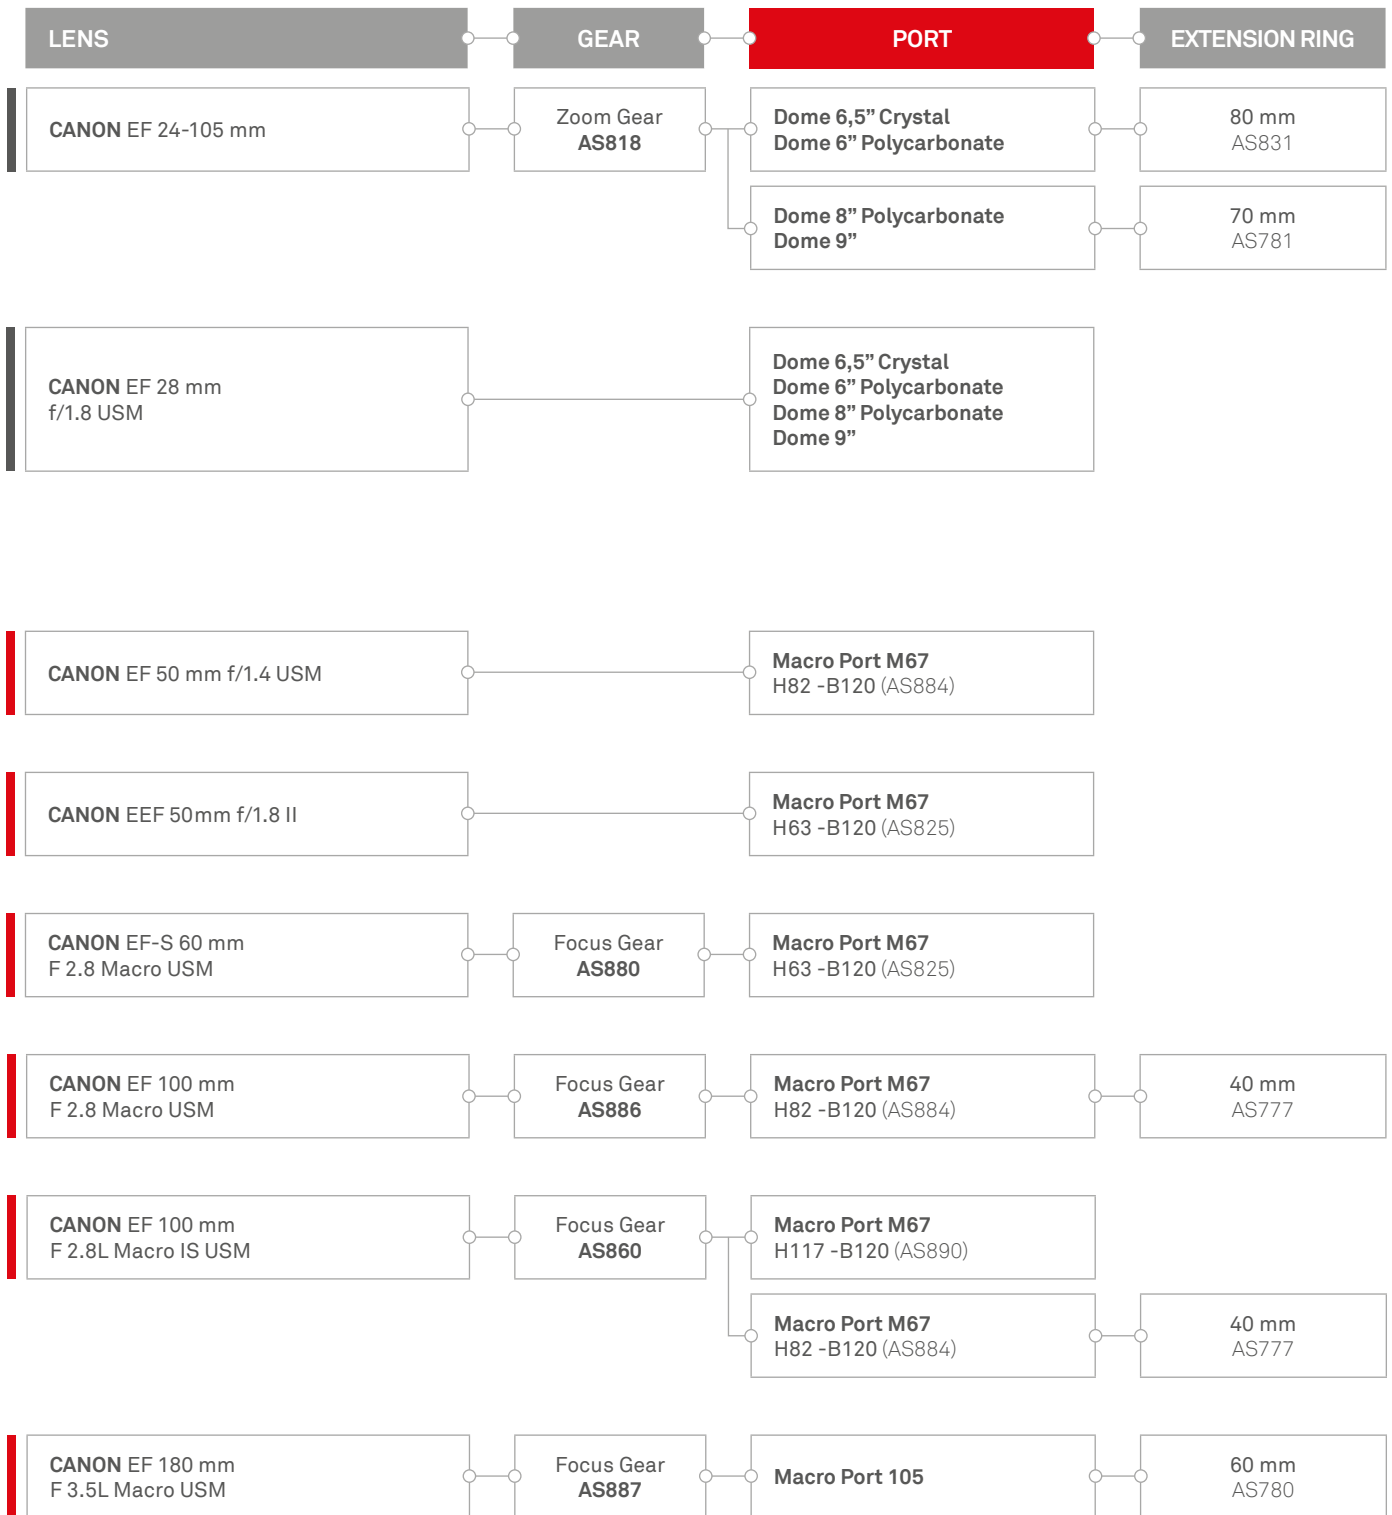 LENS
GEAR
PORT
EXTENSION RING
CANON EF 24-105 mm
Zoom Gear
AS818
Dome 6,5” Crystal
Dome 6” Polycarbonate
80 mm
AS831
Dome 8” Polycarbonate
Dome 9”
70 mm
AS781
CANON EF 28 mm
f/1.8 USM
Dome 6,5” Crystal
Dome 6” Polycarbonate
Dome 8” Polycarbonate
Dome 9”
CANON EF 50 mm f/1.4 USM
Macro Port M67
H82 -B120 (AS884)
CANON EEF 50mm f/1.8 II
Macro Port M67
H63 -B120 (AS825)
CANON EF-S 60 mm
F 2.8 Macro USM
Focus Gear
AS880
Macro Port M67
H63 -B120 (AS825)
CANON EF 100 mm
F 2.8 Macro USM
Focus Gear
AS886
Macro Port M67
H82 -B120 (AS884)
40 mm
AS777
CANON EF 100 mm
F 2.8L Macro IS USM
Focus Gear
AS860
Macro Port M67
H117 -B120 (AS890)
Macro Port M67
H82 -B120 (AS884)
40 mm
AS777
CANON EF 180 mm
F 3.5L Macro USM
Focus Gear
AS887
Macro Port 105
60 mm
AS780